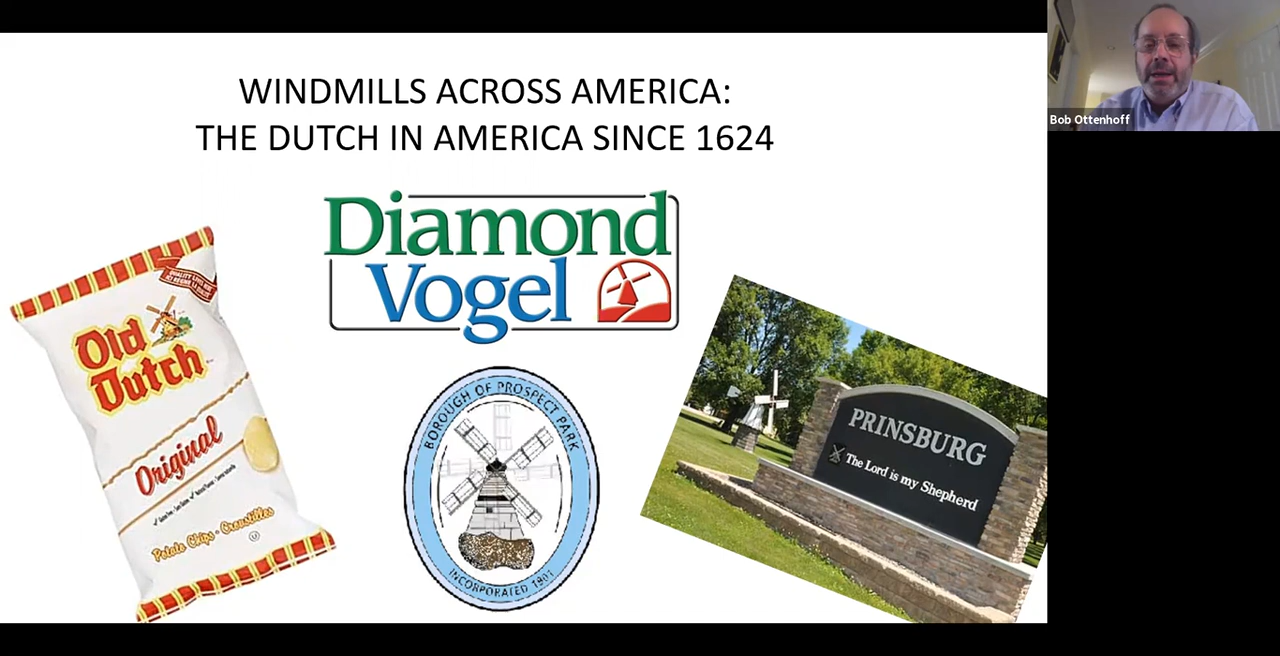 WINDMILLS ACROSS AMERICA:
THE DUTCH IN AMERICA SINCE 1624
Bob Ottenhoff
Diamond
Vogel
Old
Dutch
Original
Potato Chips • Croustilles
BOROUGH OF PROSPECT PARK
INCORPORATED 1901
PRINSBURG
The Lord is my Shepherd